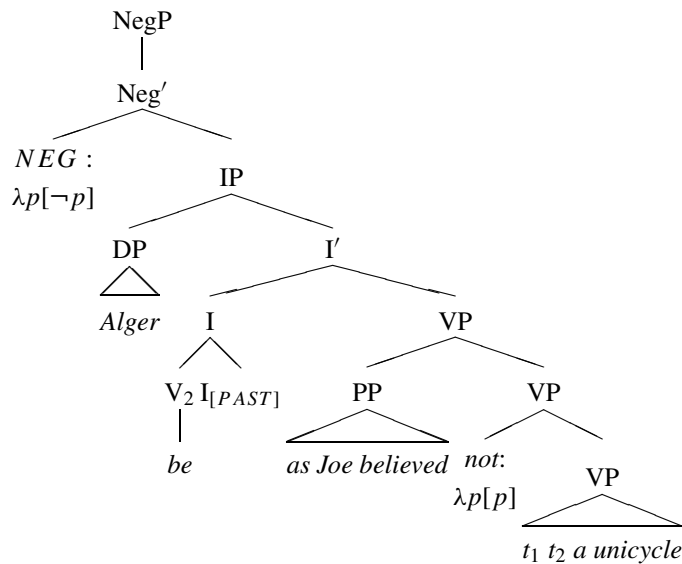 NegP
Neg′
NEG :
λp[¬p]
IP
DP
I′
Alger
I
VP
V₂ I[PAST]
PP
VP
be
as Joe believed
not:
λp[p]
VP
t₁ t₂ a unicycle